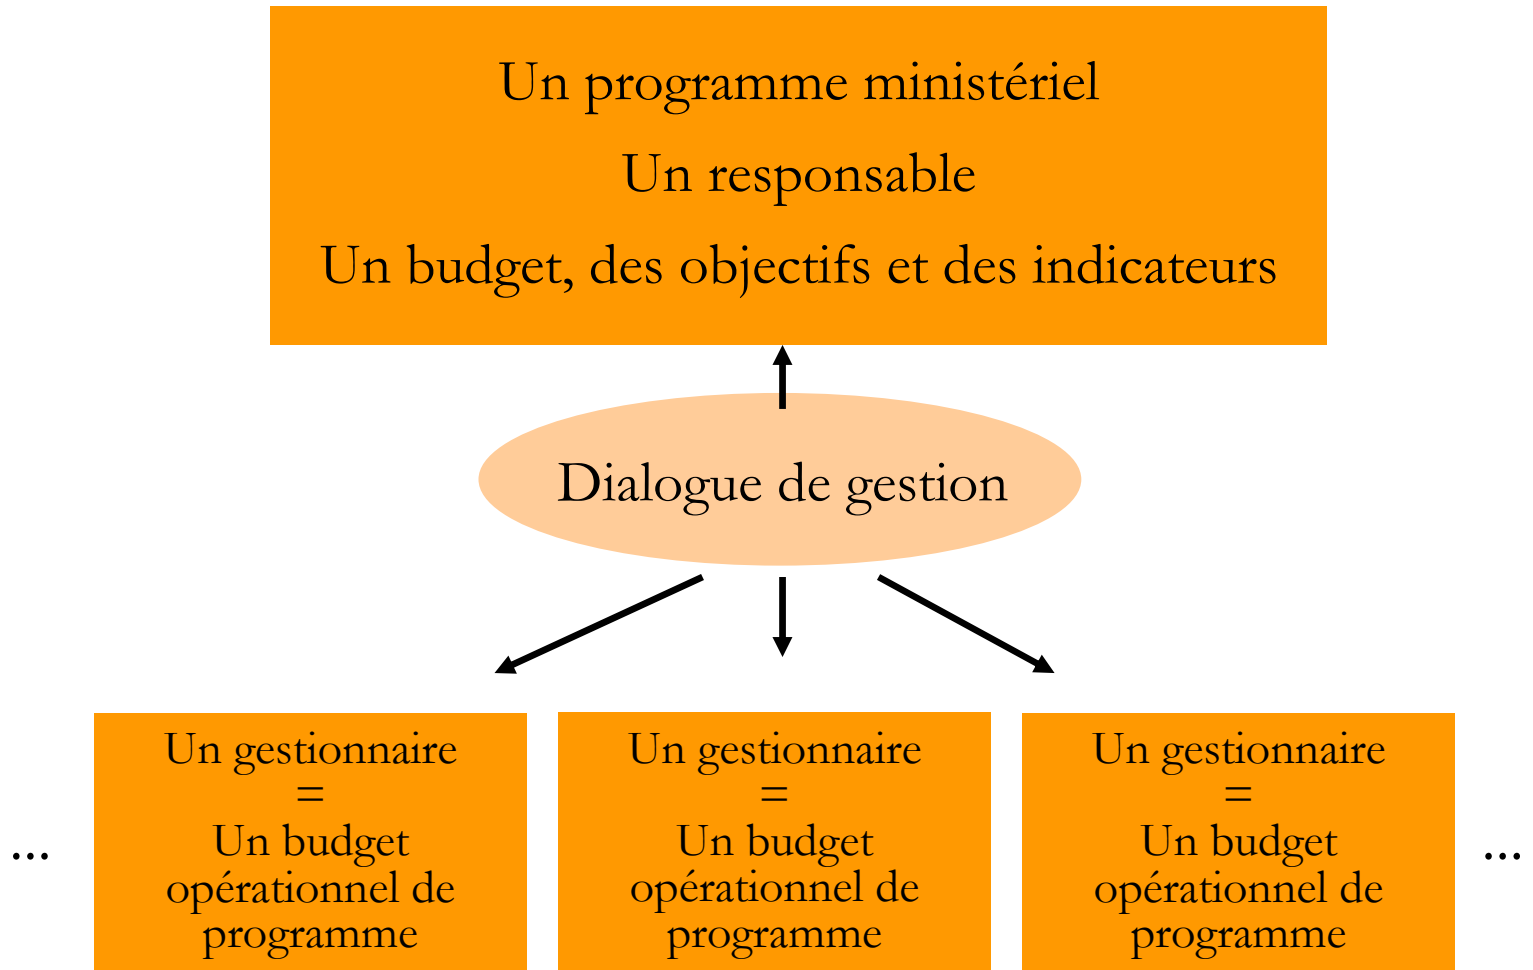 Un programme ministériel
Un responsable
Un budget, des objectifs et des indicateurs
Dialogue de gestion
...
Un gestionnaire
=
Un budget
opérationnel de
programme
Un gestionnaire
=
Un budget
opérationnel de
programme
Un gestionnaire
=
Un budget
opérationnel de
programme
...